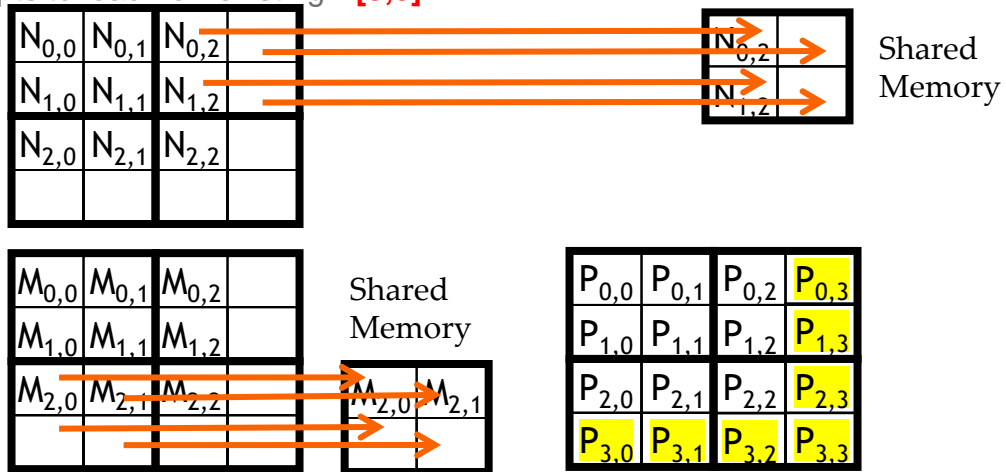 [0,0]
N0,0 N0,1 N0,2
N1,0 N1,1 N1,2
N2,0 N2,1 N2,2
N0,2
N1,2
Shared
Memory
M0,0 M0,1 M0,2
M1,0 M1,1 M1,2
M2,0 M2,1 M2,2
Shared
Memory
M2,0 M2,1
P0,0 P0,1 P0,2 P0,3
P1,0 P1,1 P1,2 P1,3
P2,0 P2,1 P2,2 P2,3
P3,0 P3,1 P3,2 P3,3